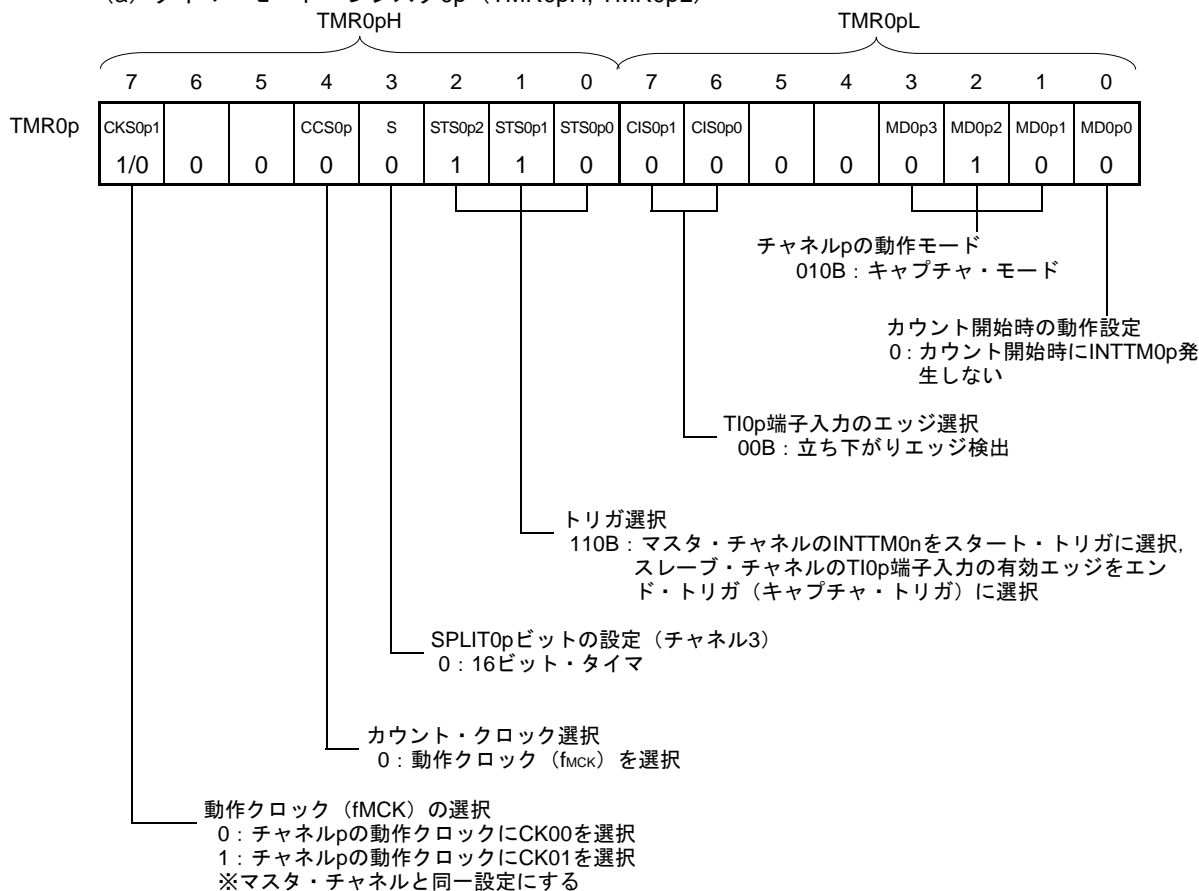 (a) タイマ・モード・レジスタ0p (TMR0pH, TMR0pL)
TMR0pH TMR0pL
7 6 5 4 3 2 1 0 7 6 5 4 3 2 1 0
TMR0p CKS0p1 CCS0p S STS0p2 STS0p1 STS0p0 CIS0p1 CIS0p0 MD0p3 MD0p2 MD0p1 MD0p0
1/0 0 0 0 0 1 1 0 0 0 0 0 0 1 0 0
チャネルpの動作モード
010B：キャプチャ・モード
カウント開始時の動作設定
0：カウント開始時にINTTM0p発
生しない
TI0p端子入力のエッジ選択
00B：立ち下がりエッジ検出
トリガ選択
110B：マスタ・チャネルのINTTM0nをスタート・トリガに選択,
スレーブ・チャネルのTI0p端子入力の有効エッジをエン
ド・トリガ（キャプチャ・トリガ）に選択
SPLIT0pビットの設定（チャネル3）
0：16ビット・タイマ
カウント・クロック選択
0：動作クロック（fMCK）を選択
動作クロック（fMCK）の選択
0：チャネルpの動作クロックにCK00を選択
1：チャネルpの動作クロックにCK01を選択
※マスタ・チャネルと同一設定にする